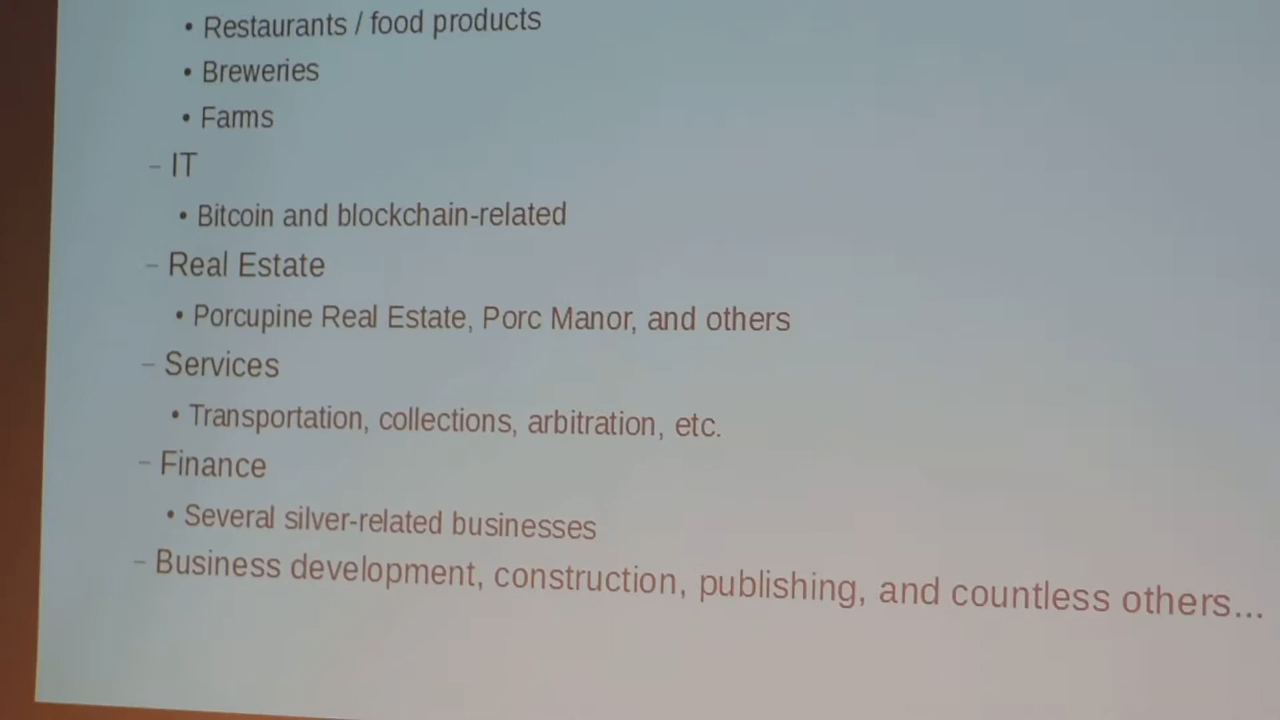 • Restaurants / food products
• Breweries
• Farms
– IT
• Bitcoin and blockchain-related
– Real Estate
• Porcupine Real Estate, Porc Manor, and others
– Services
• Transportation, collections, arbitration, etc.
– Finance
• Several silver-related businesses
– Business development, construction, publishing, and countless others...